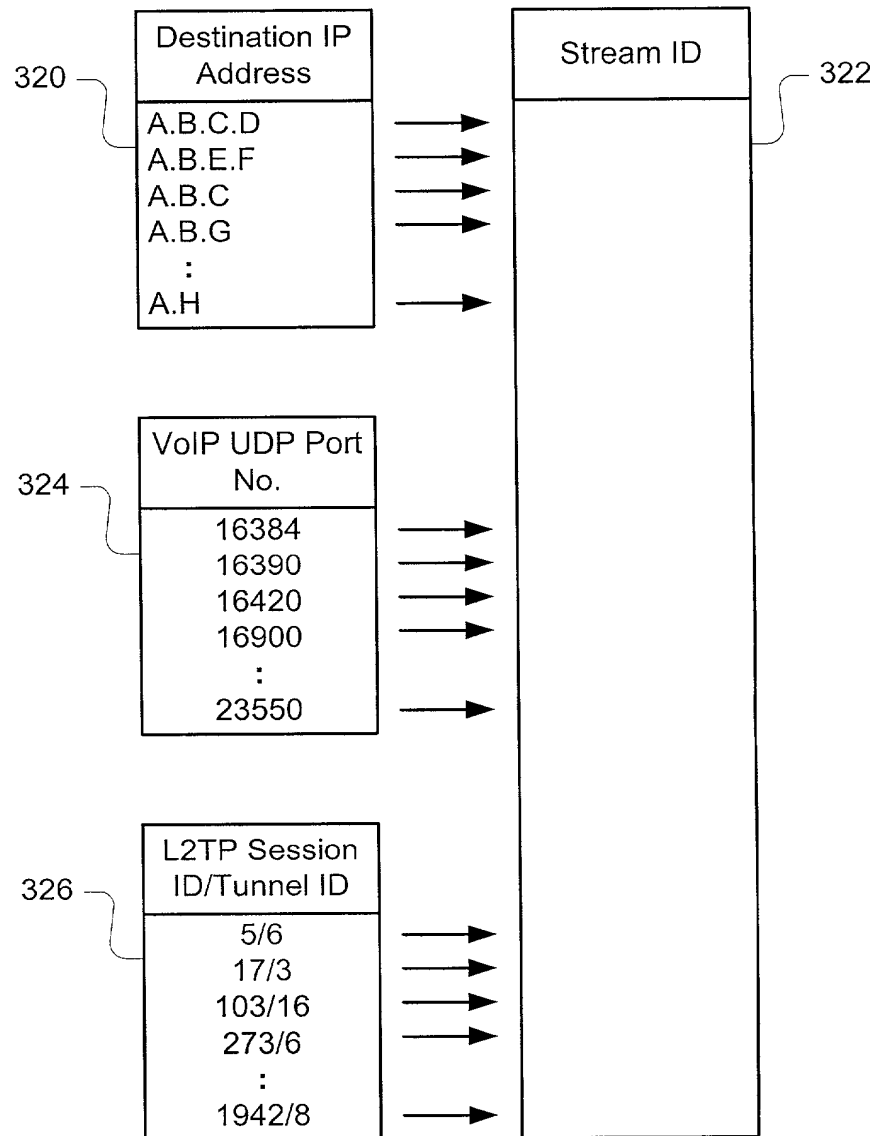 Destination IP
Address
Stream ID
320
322
A.B.C.D
A.B.E.F
A.B.C
A.B.G
:
A.H
VoIP UDP Port
No.
324
16384
16390
16420
16900
:
23550
L2TP Session
ID/Tunnel ID
326
5/6
17/3
103/16
273/6
:
1942/8